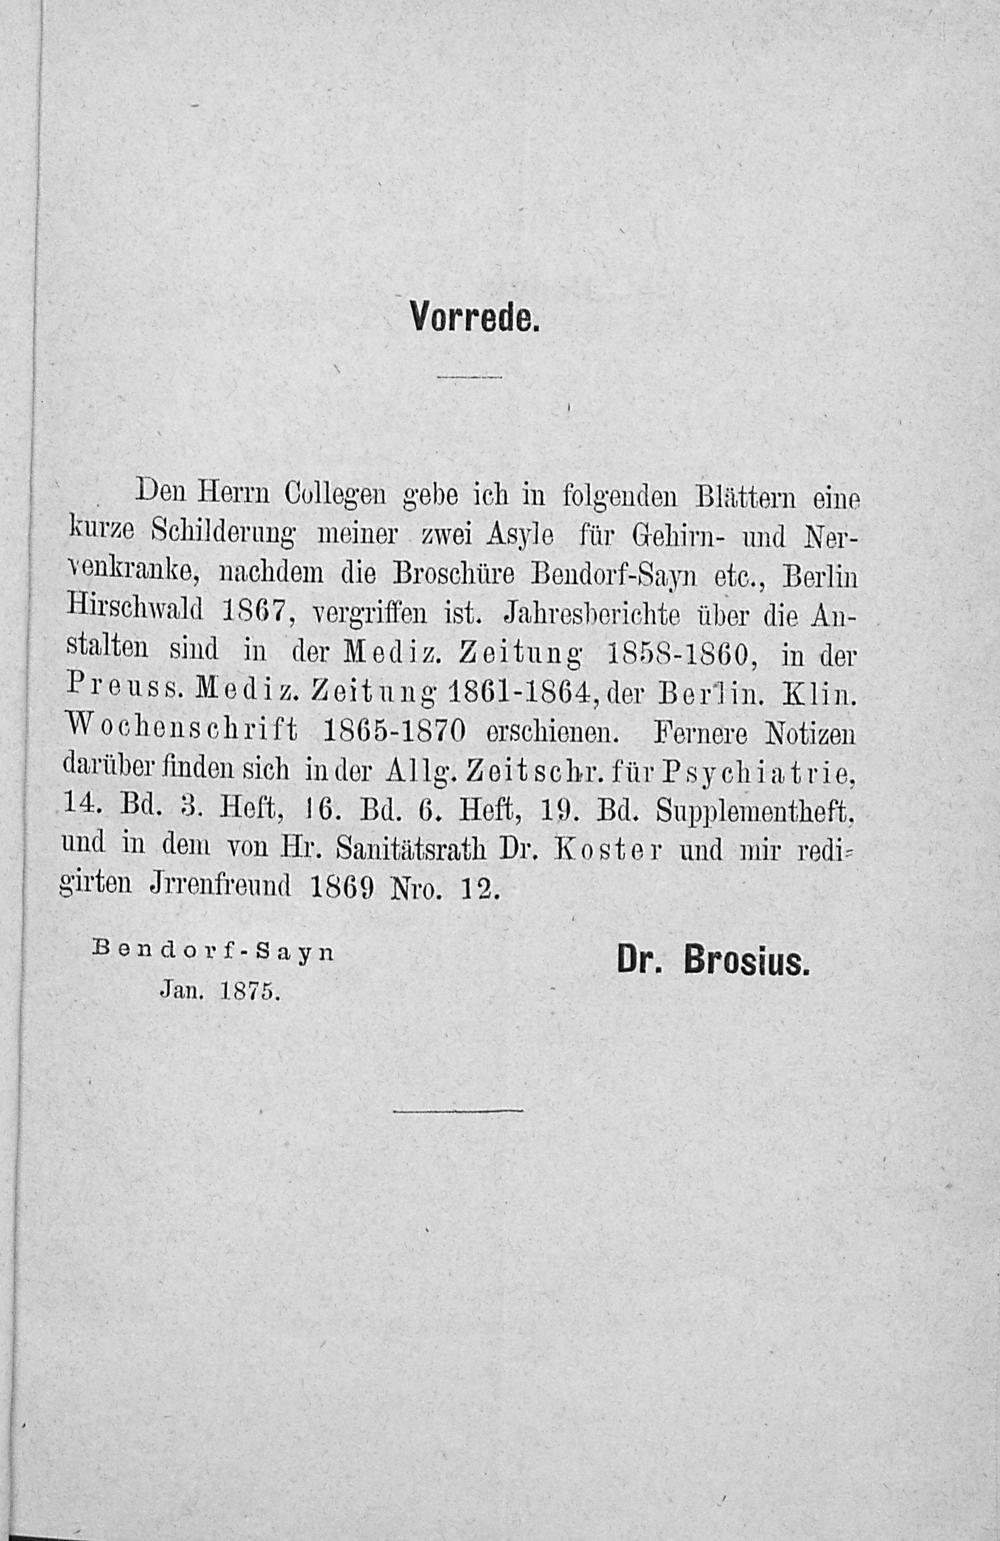 Vorrede.
Den Herrn Collegen gebe ich in folgenden Blättern eine
kurze Schilderung meiner zwei Asyle für Gehirn- und Ner-
venkranke, nachdem die Broschüre Bendorf-Sayn etc., Berlin
Hirschwald 1867, vergriffen ist. Jahresberichte über die An-
stalten sind in der Mediz. Zeitung 1858-1860, in der
Preuss. Mediz. Zeitung 1861-1864, der Berlin. Klin.
Wochenschrift 1865-1870 erschienen. Fernere Notizen
darüber finden sich in der Allg. Zeitschr. für Psychiatrie,
14. Bd. 3. Heft, 16. Bd. 6. Heft, 19. Bd. Supplementheft,
und in dem von Hr. Sanitätsrath Dr. Koster und mir redi-
girten Jrrenfreund 1869 Nro. 12.
Bendorf-Sayn
Dr. Brosius.
Jan. 1875.